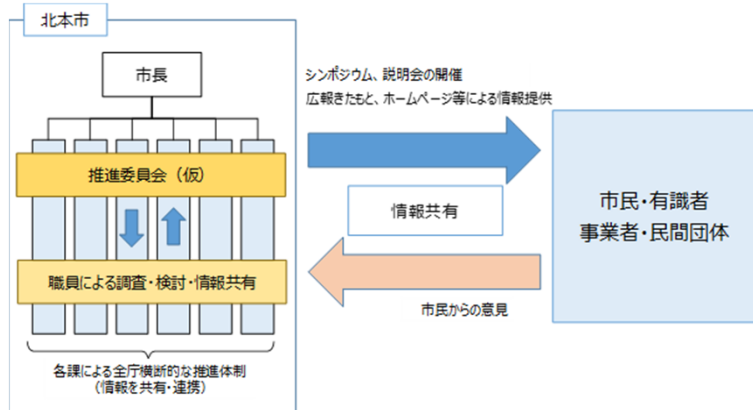 北本市
市長
推進委員会（仮）
職員による調査・検討・情報共有
各課による全庁横断的な推進体制
（情報を共有・連携）
シンポジウム、説明会の開催
広報きたもと、ホームページ等による情報提供
情報共有
市民からの意見
市民・有識者
事業者・民間団体